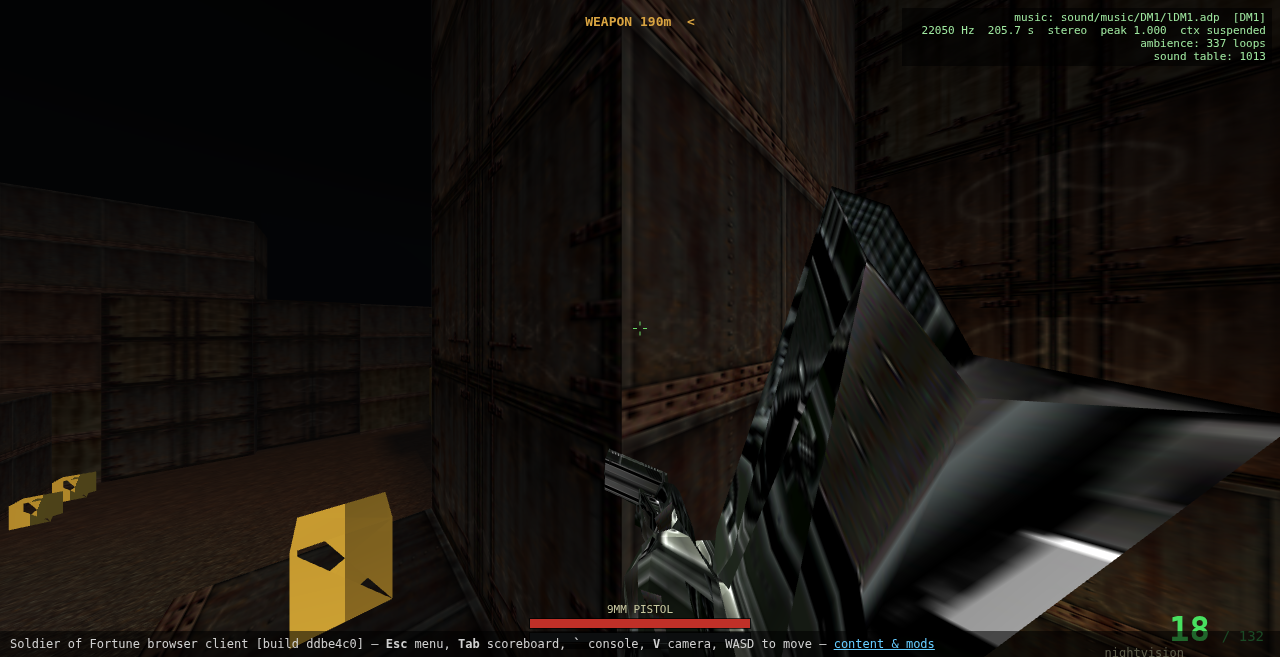 WEAPON 190m <
music: sound/music/DM1/lDM1.adp [DM1]
22050 Hz 205.7 s stereo peak 1.000 ctx suspended
ambience: 337 loops
sound table: 1013
9MM PISTOL
18 / 132
Soldier of Fortune browser client [build ddbe4c0] — Esc menu, Tab scoreboard, ` console, V camera, WASD to move — content & mods
nightvision